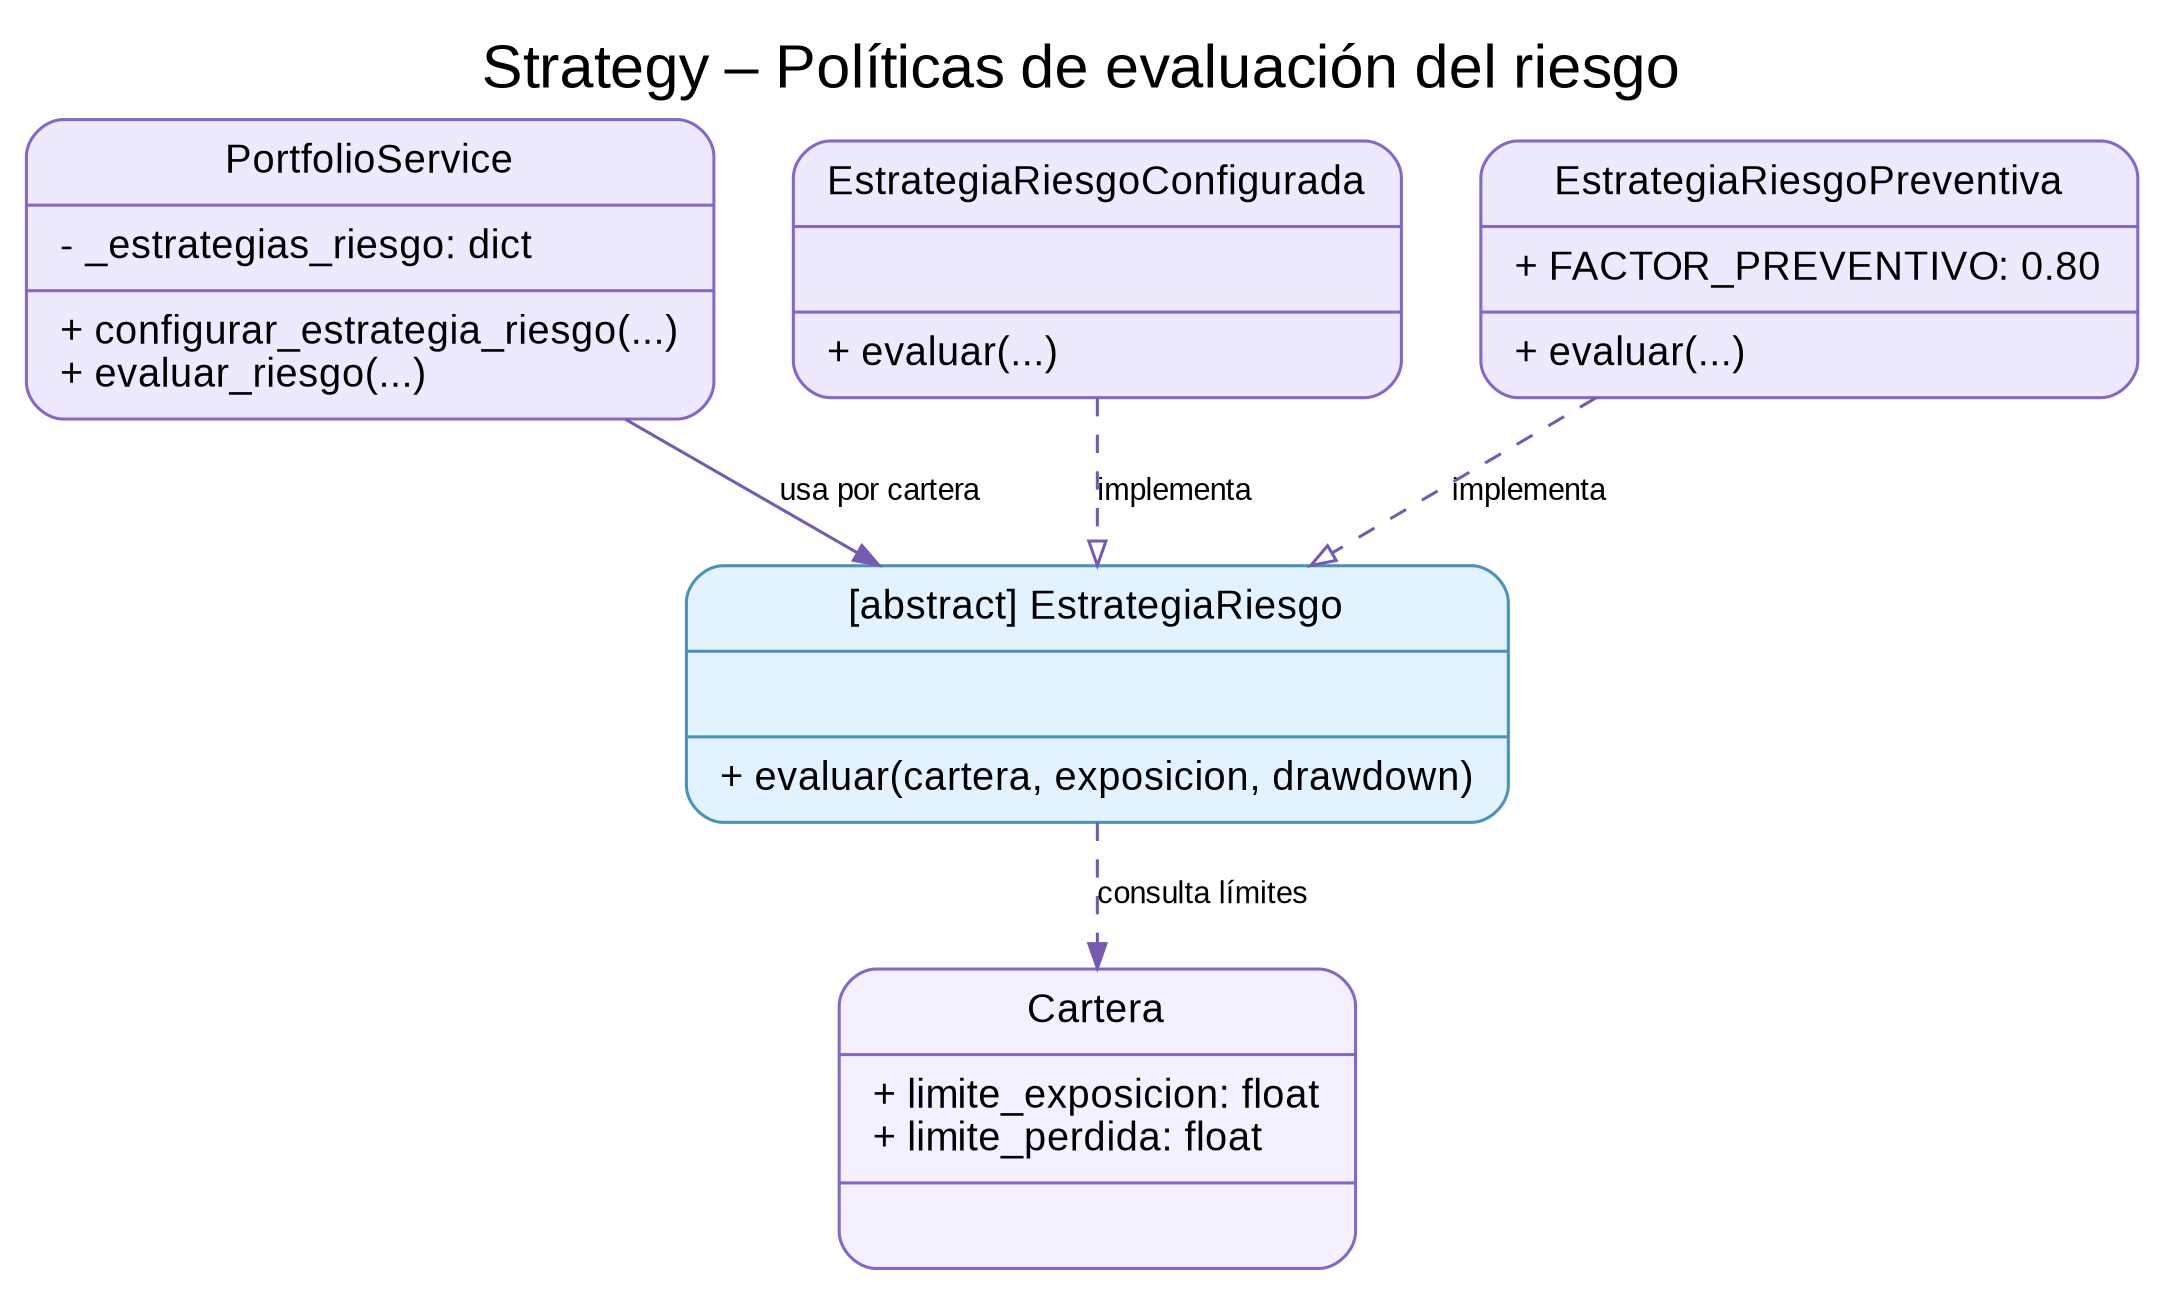 Strategy – Políticas de evaluación del riesgo
PortfolioService
- _estrategias_riesgo: dict
+ configurar_estrategia_riesgo(...)
+ evaluar_riesgo(...)
EstrategiaRiesgoConfigurada
+ evaluar(...)
EstrategiaRiesgoPreventiva
+ FACTOR_PREVENTIVO: 0.80
+ evaluar(...)
usa por cartera
implementa
implementa
[abstract] EstrategiaRiesgo
+ evaluar(cartera, exposicion, drawdown)
consulta límites
Cartera
+ limite_exposicion: float
+ limite_perdida: float